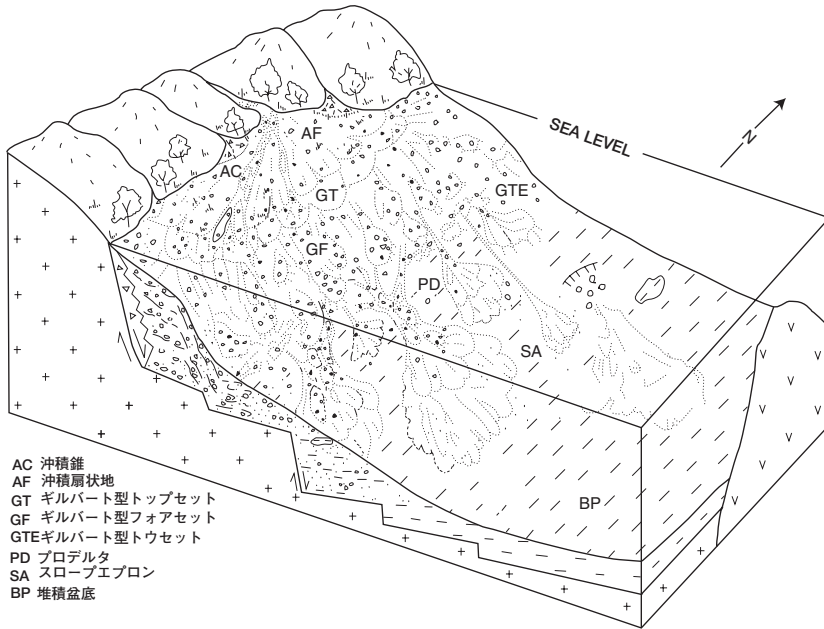 SEA LEVEL
N
AF
AC
GT
GTE
GF
PD
SA
BP
AC 沖積錐
AF 沖積扇状地
GT ギルバート型トップセット
GF ギルバート型フォアセット
GTEギルバート型トウセット
PD プロデルタ
SA スロープエプロン
BP 堆積盆底